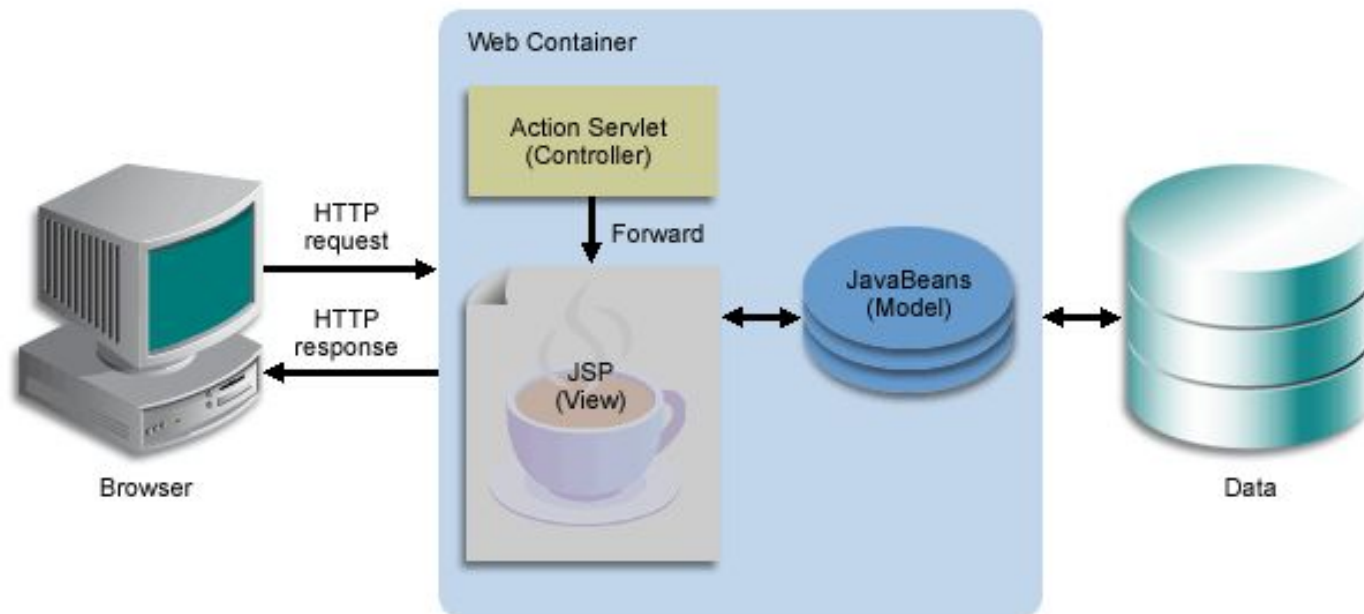 Web Container
Action Servlet
(Controller)
HTTP
request
Forward
JavaBeans
(Model)
HTTP
response
JSP
(View)
Browser
Data